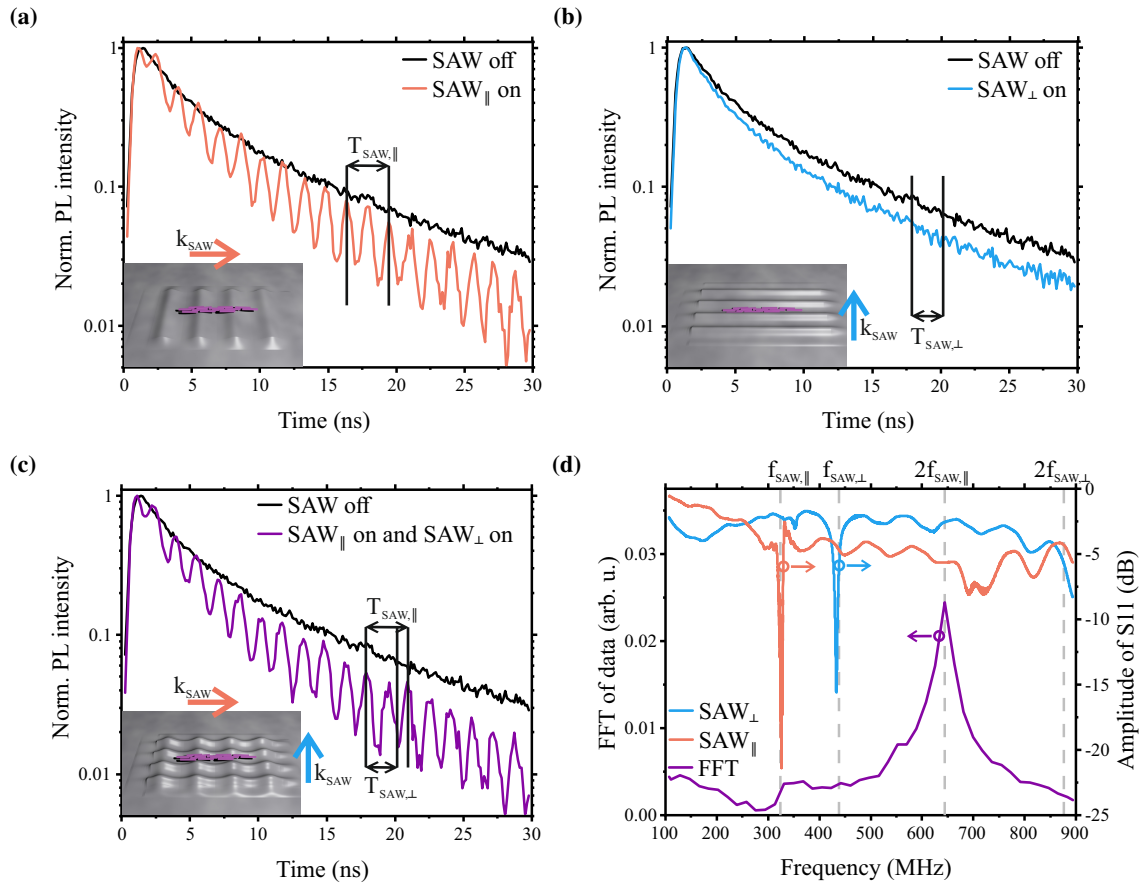 (a)
Norm. PL intensity
1
0.1
0.01
SAW off
SAW∥ on
T_SAW,∥
k_SAW
0 5 10 15 20 25 30
Time (ns)
(b)
Norm. PL intensity
1
0.1
0.01
SAW off
SAW⊥ on
T_SAW,⊥
k_SAW
0 5 10 15 20 25 30
Time (ns)
(c)
Norm. PL intensity
1
0.1
0.01
SAW off
SAW∥ on and SAW⊥ on
T_SAW,∥
T_SAW,⊥
k_SAW
k_SAW
0 5 10 15 20 25 30
Time (ns)
(d)
f_SAW,∥ f_SAW,⊥ 2f_SAW,∥ 2f_SAW,⊥
FFT of data (arb. u.)
0.03
0.02
0.01
0.00
SAW⊥
SAW∥
FFT
0
-5
-10
-15
-20
-25
Amplitude of S11 (dB)
100 200 300 400 500 600 700 800 900
Frequency (MHz)